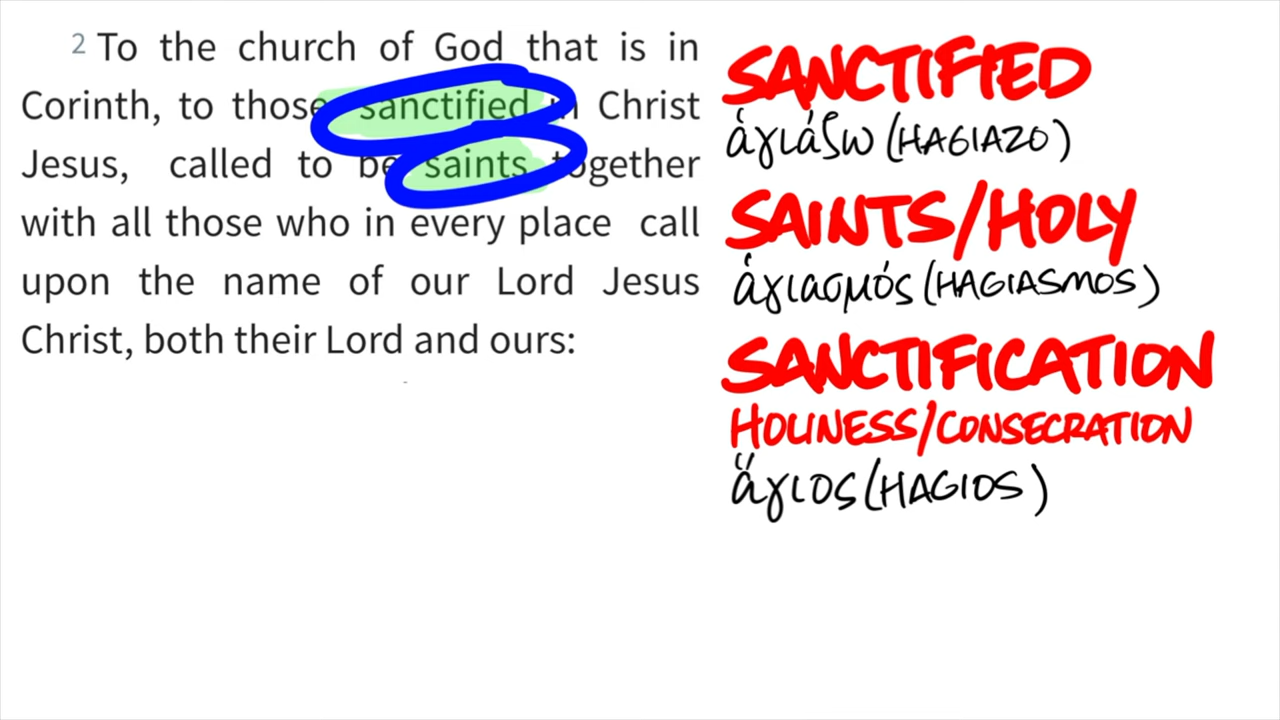 2 To the church of God that is in
Corinth, to those sanctified in Christ
Jesus, called to be saints together
with all those who in every place call
upon the name of our Lord Jesus
Christ, both their Lord and ours:
SANCTIFIED
ἁγιάζω (HAGIAZO)
SAINTS/HOLY
ἁγιασμός (HAGIASMOS)
SANCTIFICATION
HOLINESS/CONSECRATION
ἅγιος (HAGIOS)